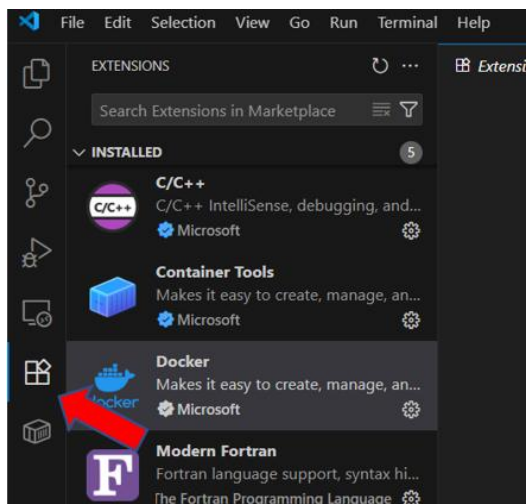 File Edit Selection View Go Run Terminal Help
EXTENSIONS
Extensi
Search Extensions in Marketplace
INSTALLED 5
C/C++
C/C++
C/C++ IntelliSense, debugging, and...
Microsoft
Container Tools
Makes it easy to create, manage, an...
Microsoft
Docker
Makes it easy to create, manage, an...
docker
Microsoft
Modern Fortran
F
Fortran language support, syntax hi...
The Fortran Programming Language